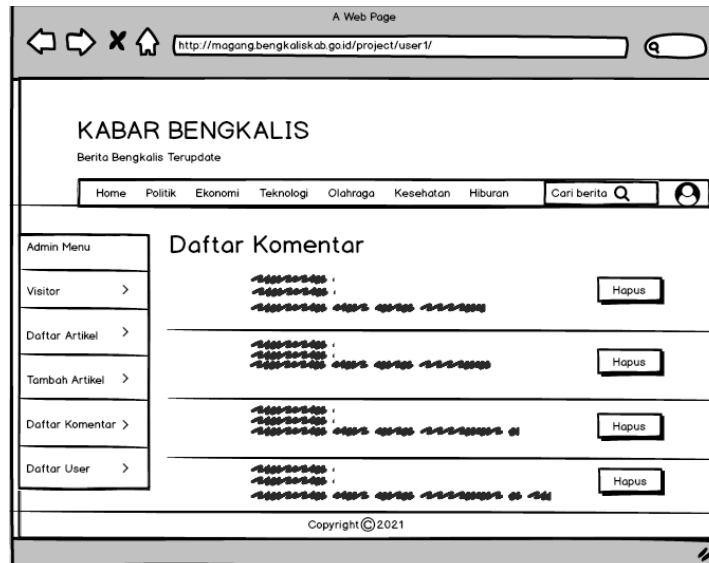 A Web Page
http://magang.bengkaliskab.go.id/project/user1/
KABAR BENGKALIS
Berita Bengkalis Terupdate
Home Politik Ekonomi Teknologi Olahraga Kesehatan Hiburan Cari berita
Admin Menu
Visitor >
Daftar Artikel >
Tambah Artikel >
Daftar Komentar >
Daftar User >
Daftar Komentar
Hapus
Hapus
Hapus
Hapus
Copyright©2021